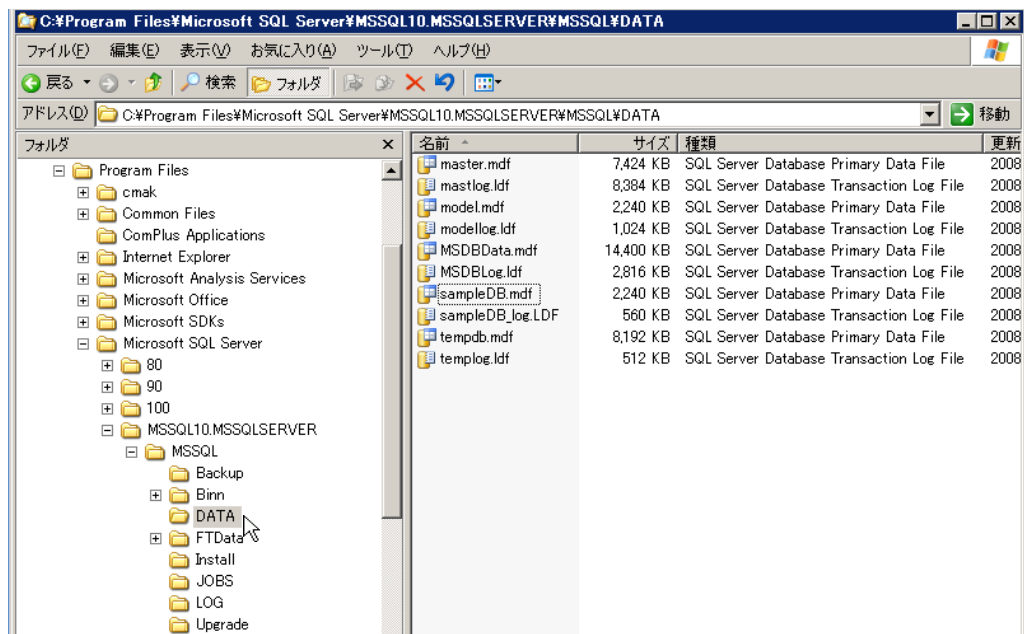 C:¥Program Files¥Microsoft SQL Server¥MSSQL10.MSSQLSERVER¥MSSQL¥DATA
ファイル(F) 編集(E) 表示(V) お気に入り(A) ツール(T) ヘルプ(H)
戻る 検索 フォルダ
アドレス(D) C:¥Program Files¥Microsoft SQL Server¥MSSQL10.MSSQLSERVER¥MSSQL¥DATA 移動
フォルダ
Program Files
cmak
Common Files
ComPlus Applications
Internet Explorer
Microsoft Analysis Services
Microsoft Office
Microsoft SDKs
Microsoft SQL Server
80
90
100
MSSQL10.MSSQLSERVER
MSSQL
Backup
Binn
DATA
FTData
Install
JOBS
LOG
Upgrade
名前 サイズ 種類 更新
master.mdf 7,424 KB SQL Server Database Primary Data File 2008
mastlog.ldf 8,384 KB SQL Server Database Transaction Log File 2008
model.mdf 2,240 KB SQL Server Database Primary Data File 2008
modellog.ldf 1,024 KB SQL Server Database Transaction Log File 2008
MSDBData.mdf 14,400 KB SQL Server Database Primary Data File 2008
MSDBLog.ldf 2,816 KB SQL Server Database Transaction Log File 2008
sampleDB.mdf 2,240 KB SQL Server Database Primary Data File 2008
sampleDB_log.LDF 560 KB SQL Server Database Transaction Log File 2008
tempdb.mdf 8,192 KB SQL Server Database Primary Data File 2008
templog.ldf 512 KB SQL Server Database Transaction Log File 2008